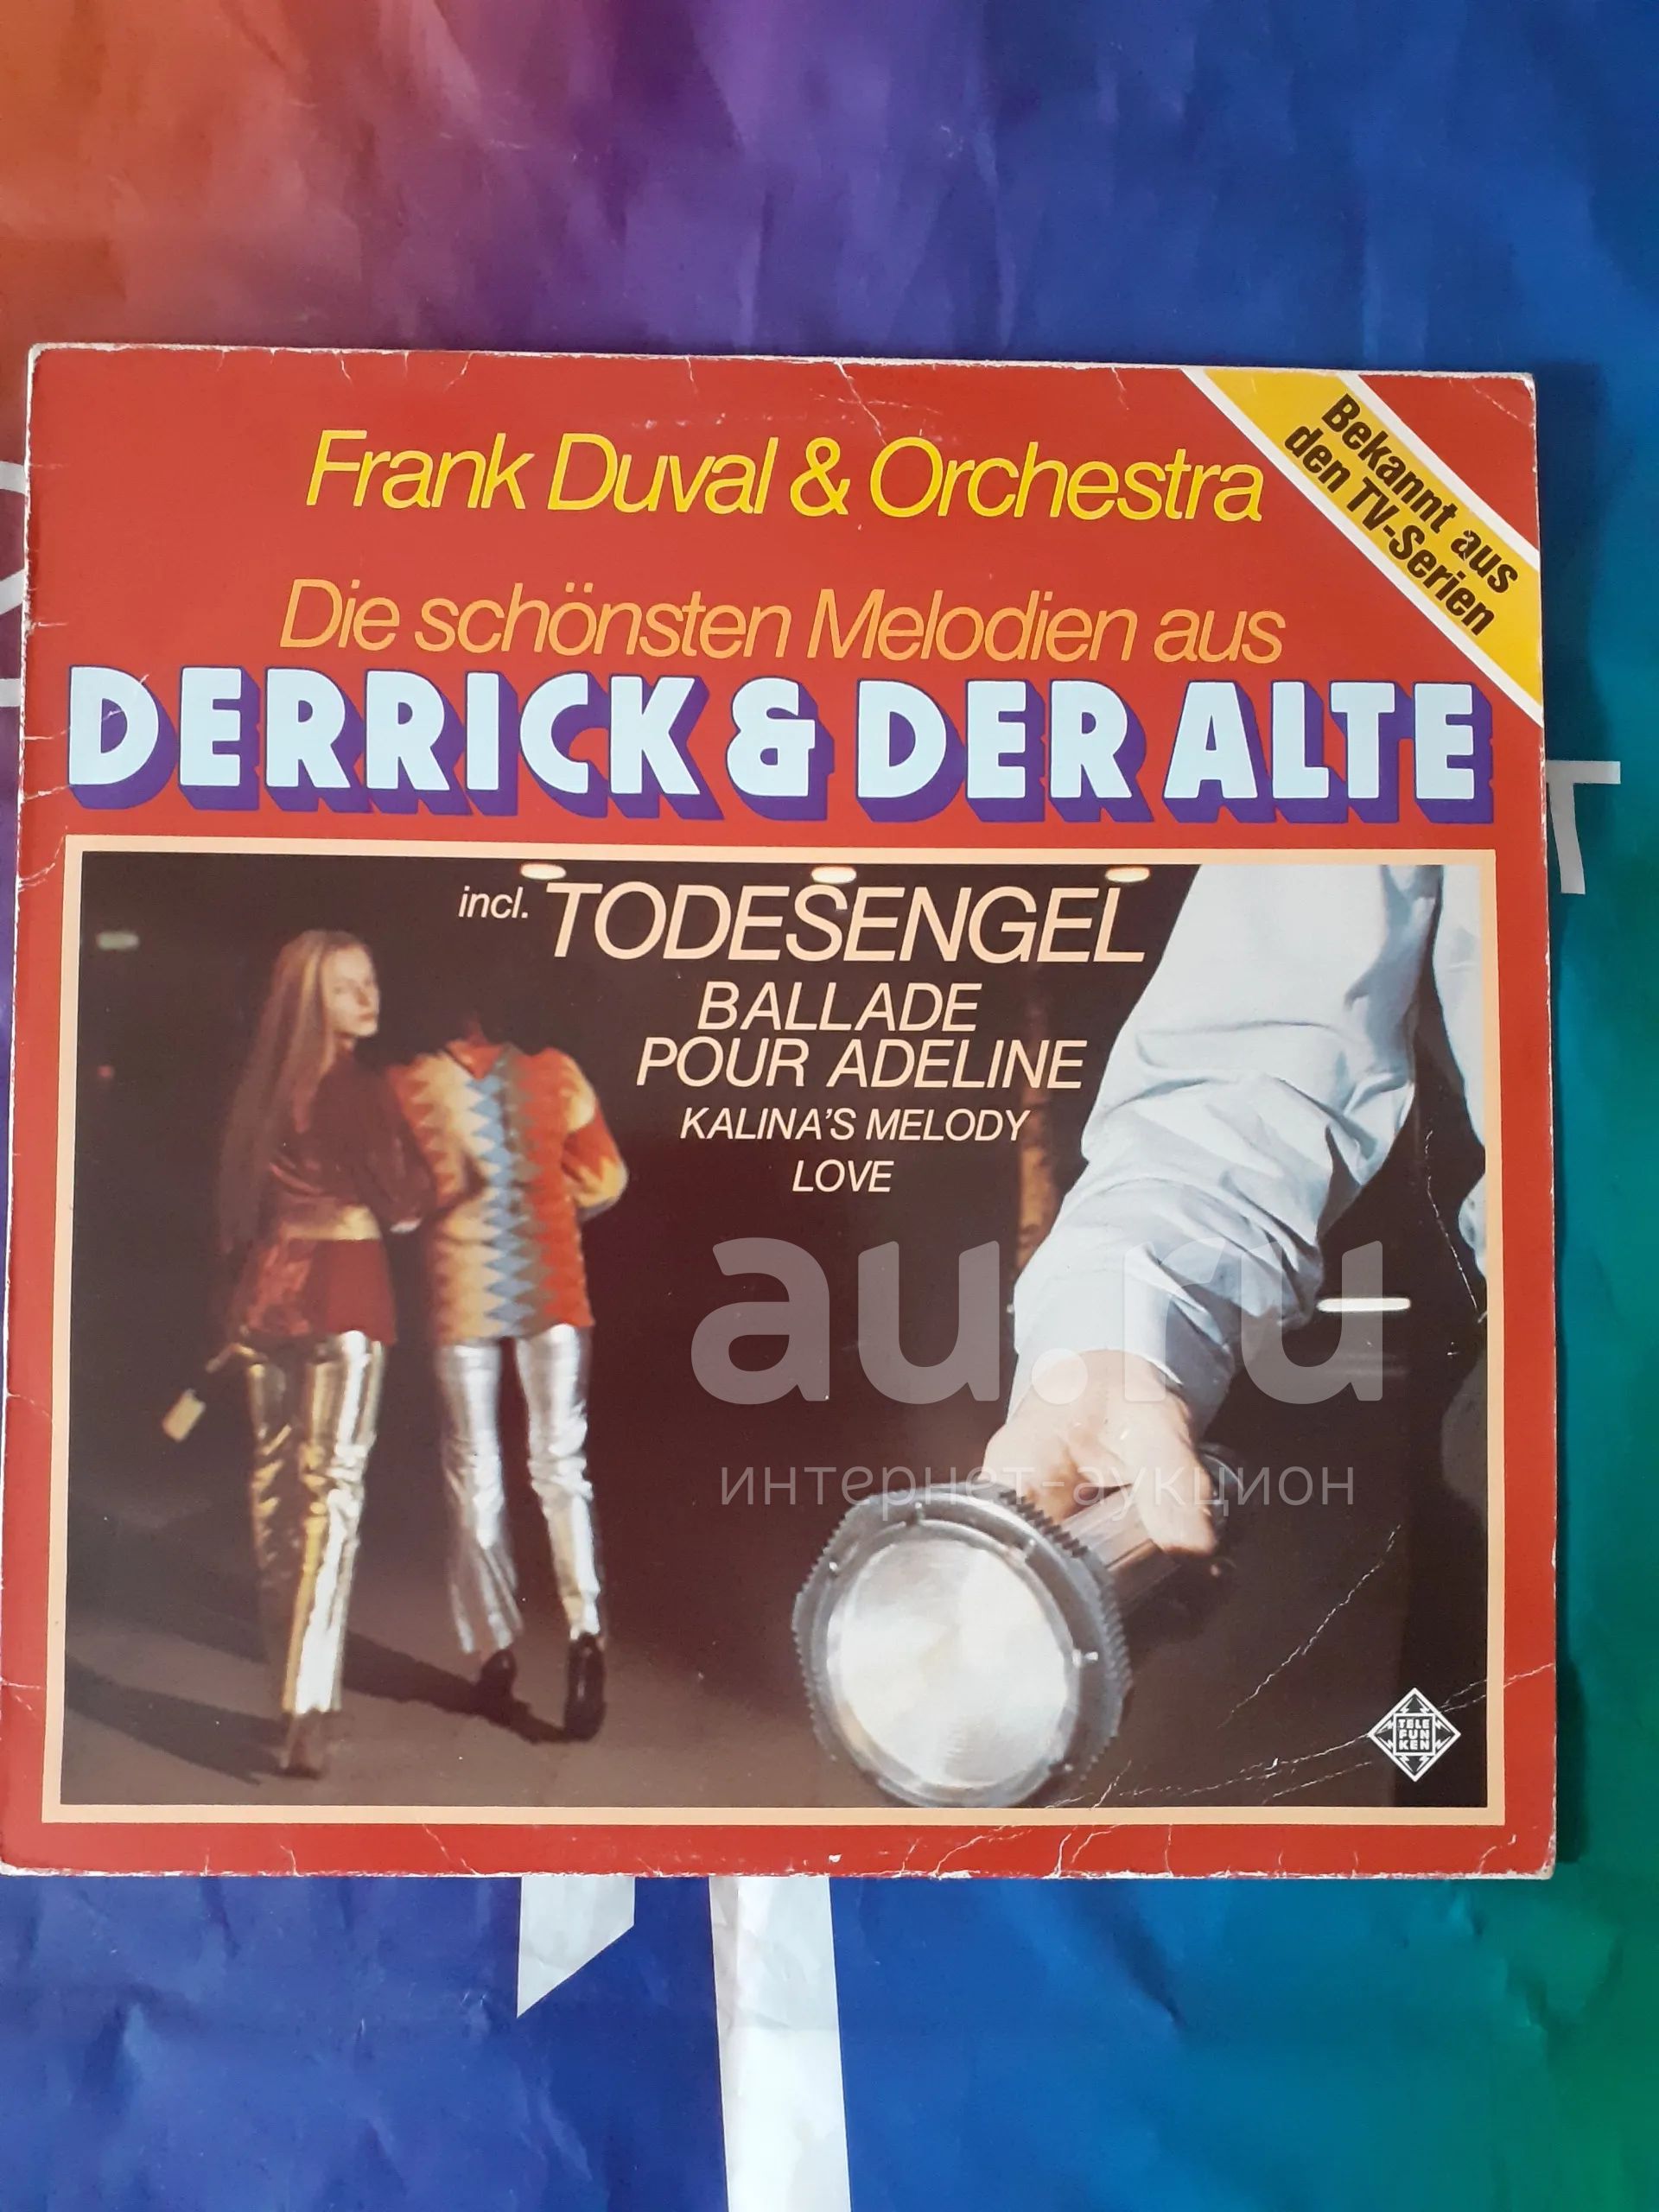 Frank Duval & Orchestra
Bekannt aus
den TV-Serien
Die schönsten Melodien aus
DERRICK & DER ALTE
incl. TODESENGEL
BALLADE
POUR ADELINE
KALINA'S MELODY
LOVE
au.ru
интернет-аукцион
TELE
FUN
KEN
T